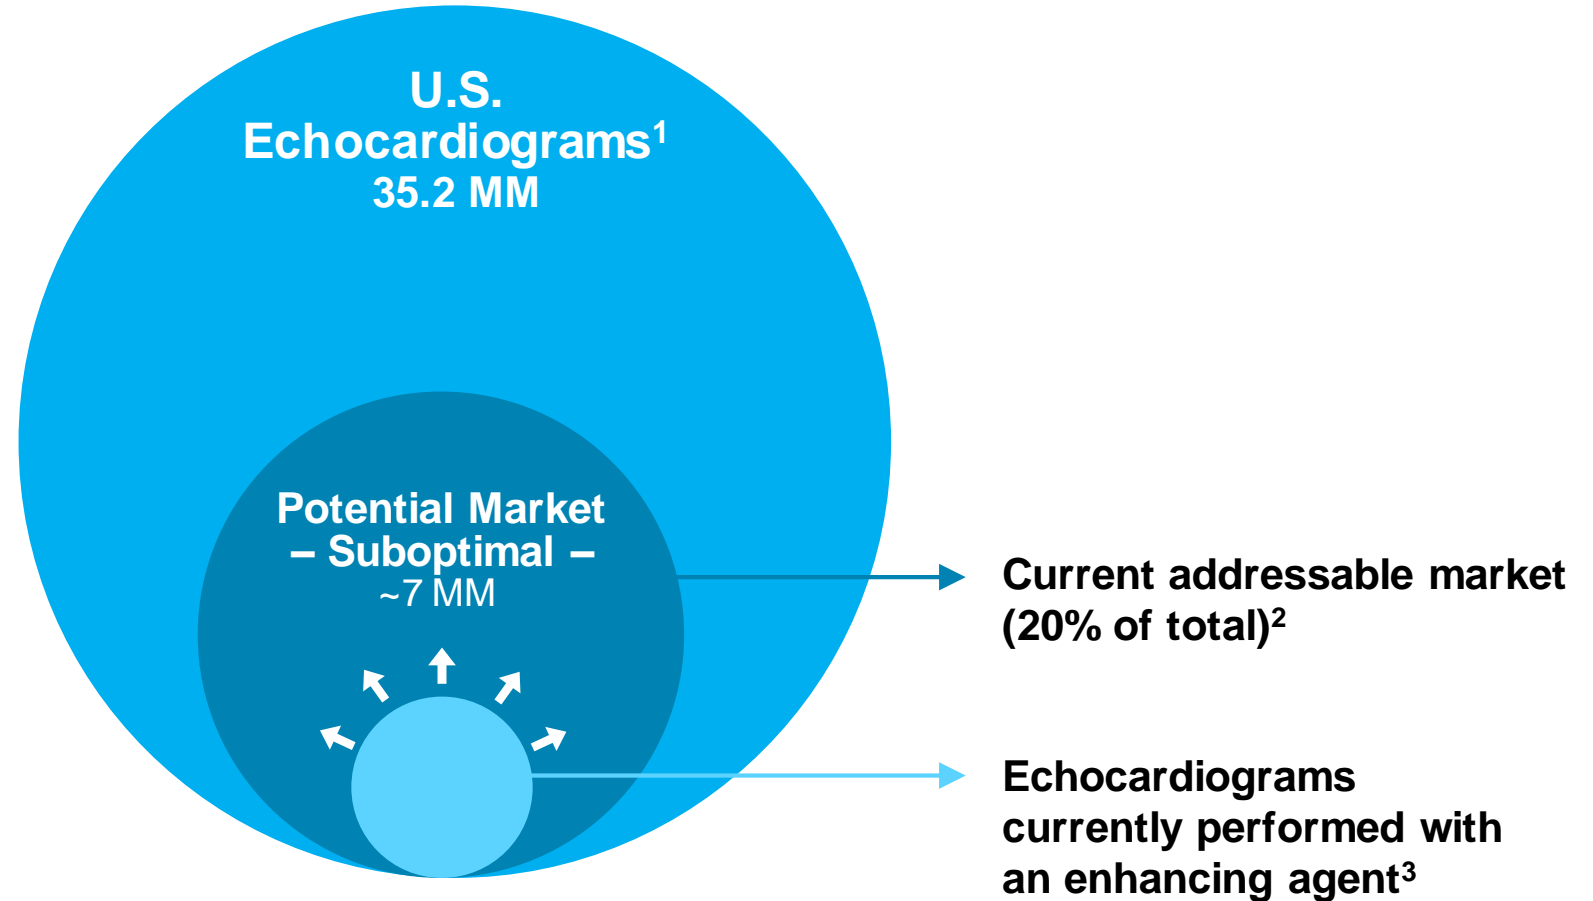 U.S.
Echocardiograms¹
35.2 MM
Potential Market
– Suboptimal –
~7 MM
Current addressable market
(20% of total)²
Echocardiograms
currently performed with
an enhancing agent³